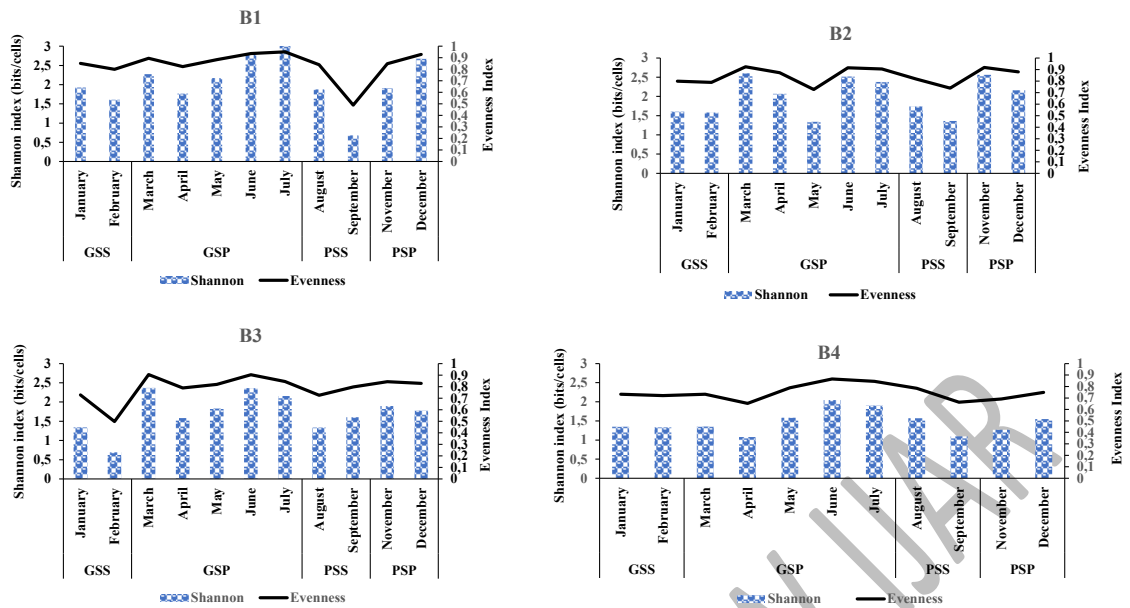 B1
Shannon index (bits/cells)
3
2,5
2
1,5
1
0,5
0
1
0,9
0,8
0,7
0,6
0,5
0,4
0,3
0,2
0,1
0
Evenness Index
January February March April May June July August September November December
GSS GSP PSS PSP
Shannon Evenness
B2
Shannon index (bits/cells)
3
2,5
2
1,5
1
0,5
0
1
0,9
0,8
0,7
0,6
0,5
0,4
0,3
0,2
0,1
0
Evenness Index
January February March April May June July August September November December
GSS GSP PSS PSP
Shannon Evenness
B3
Shannon index (bits/cells)
3
2,5
2
1,5
1
0,5
0
1
0,9
0,8
0,7
0,6
0,5
0,4
0,3
0,2
0,1
0
Evenness Index
January February March April May June July August September November December
GSS GSP PSS PSP
Shannon Evenness
B4
Shannon index (bits/cells)
3
2,5
2
1,5
1
0,5
0
1
0,9
0,8
0,7
0,6
0,5
0,4
0,3
0,2
0,1
0
Evenness Index
January February March April May June July August September November December
GSS GSP PSS PSP
Shannon Evenness
IJAR